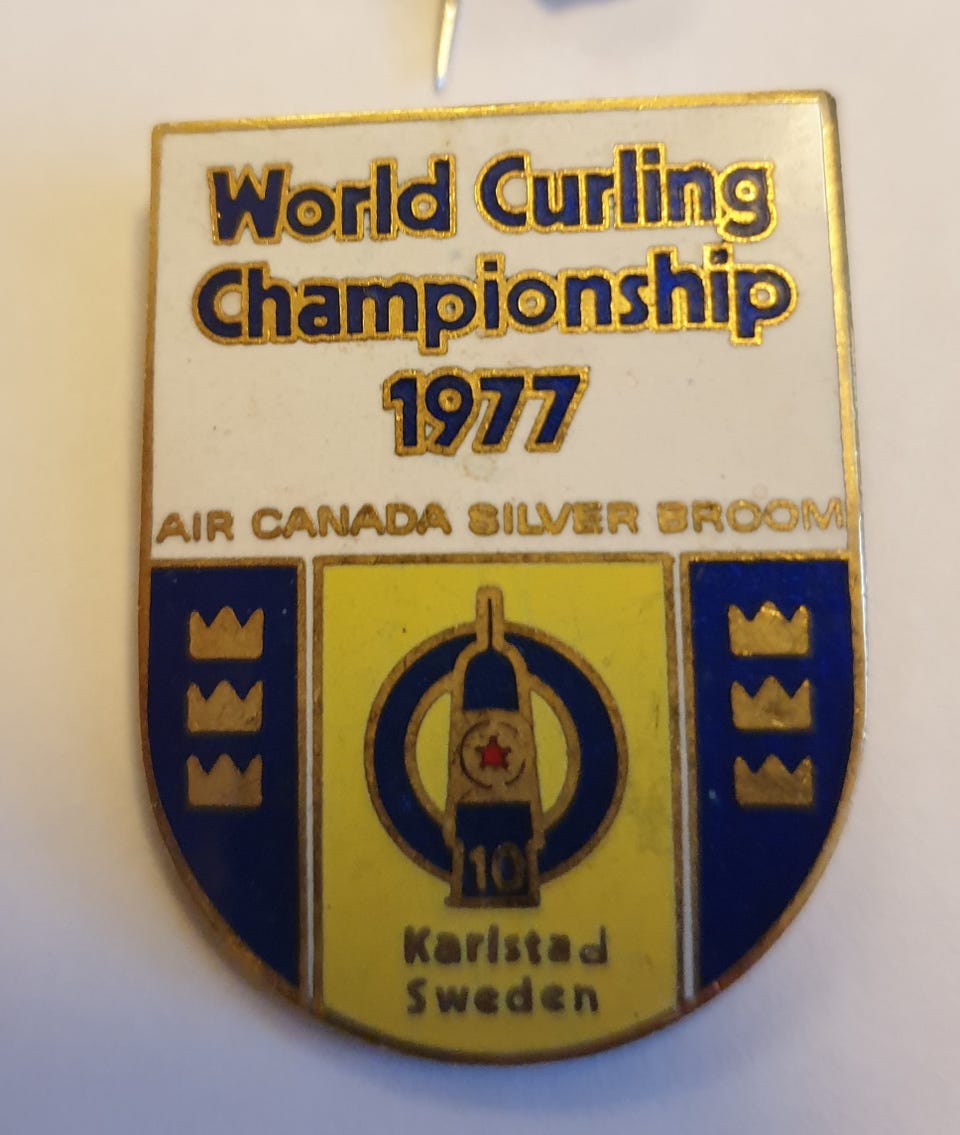 World Curling
Championship
1977
AIR CANADA SILVER BROOM
10
Karlstad
Sweden